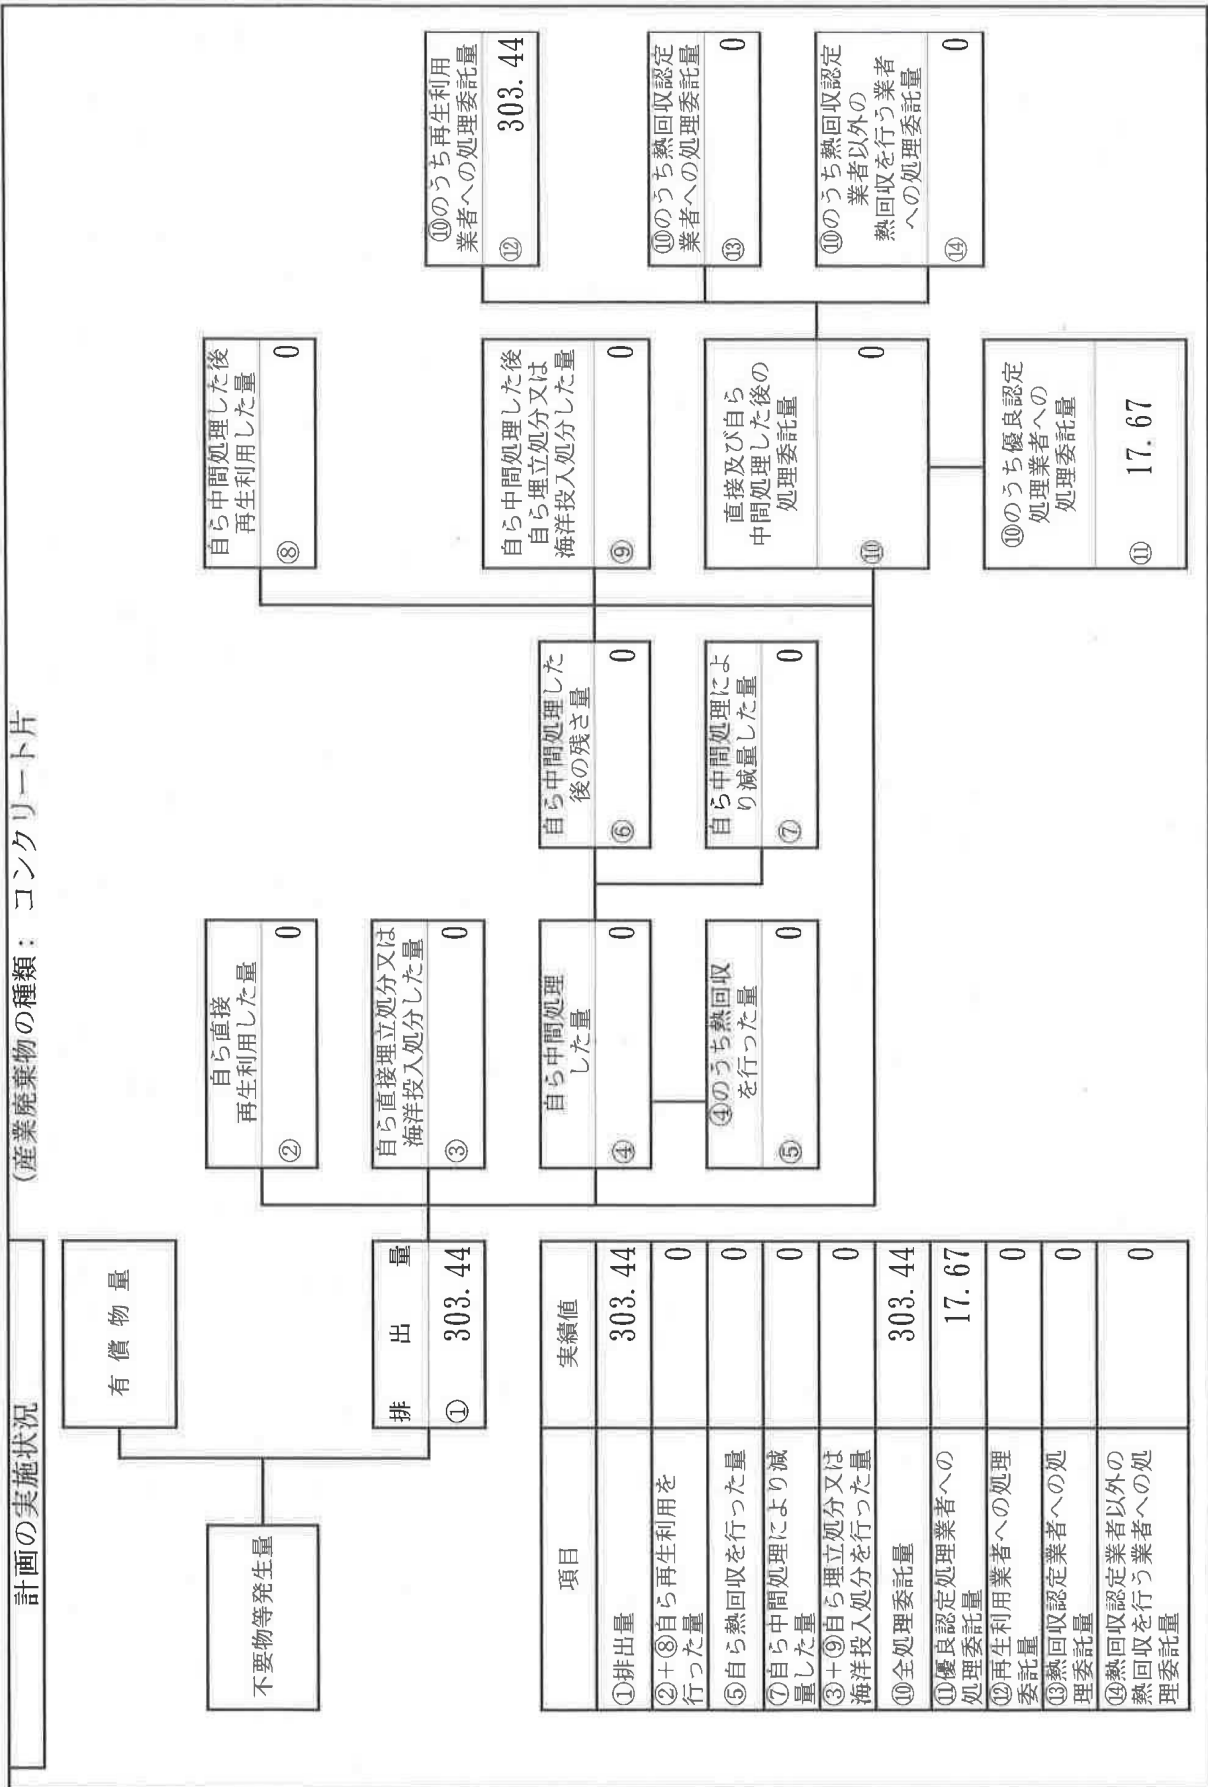 計画の実施状況
(産業廃棄物の種類： コンクリート片
不要物等発生量
有 償 物 量
排 出 量
① 303.44
自ら直接
再生利用した量
② 0
自ら直接埋立処分又は
海洋投入処分した量
③ 0
自ら中間処理
した量
④ 0
④のうち熱回収
を行った量
⑤ 0
自ら中間処理した
後の残さ量
⑥ 0
自ら中間処理によ
り減量した量
⑦ 0
自ら中間処理した後
再生利用した量
⑧ 0
自ら中間処理した後
自ら埋立処分又は
海洋投入処分した量
⑨ 0
直接及び自ら
中間処理した後の
処理委託量
⑩ 0
⑩のうち優良認定
処理業者への
処理委託量
⑪ 17.67
⑩のうち再生利用
業者への処理委託量
⑫ 303.44
⑩のうち熱回収認定
業者への処理委託量
⑬ 0
⑩のうち熱回収認定
業者以外の
熱回収を行う業者
への処理委託量
⑭ 0
項目 実績値
①排出量 303.44
②+⑧自ら再生利用を
行った量 0
⑤自ら熱回収を行った量 0
⑦自ら中間処理により減
量した量 0
③+⑨自ら埋立処分又は
海洋投入処分を行った量 0
⑩全処理委託量 303.44
⑪優良認定処理業者への
処理委託量 17.67
⑫再生利用業者への処理
委託量 0
⑬熱回収認定業者への処
理委託量 0
⑭熱回収認定業者以外の
熱回収を行う業者への処
理委託量 0